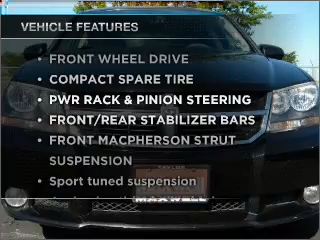 VEHICLE FEATURES
• FRONT WHEEL DRIVE
• COMPACT SPARE TIRE
• PWR RACK & PINION STEERING
• FRONT/REAR STABILIZER BARS
• FRONT MACPHERSON STRUT
SUSPENSION
• Sport tuned suspension